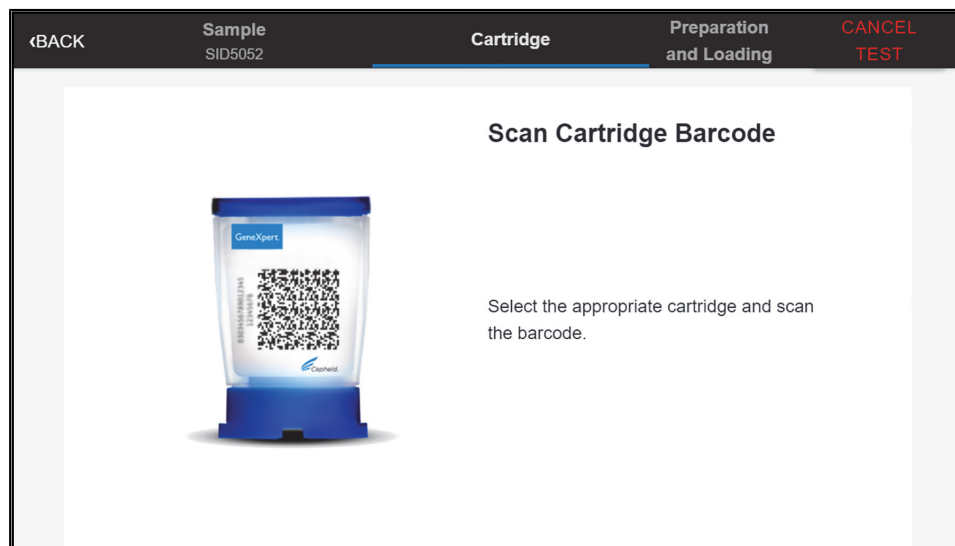 ‹BACK
Sample
SID5052
Cartridge
Preparation
and Loading
CANCEL
TEST
Scan Cartridge Barcode
GeneXpert
12345678
Cepheid.
Select the appropriate cartridge and scan
the barcode.